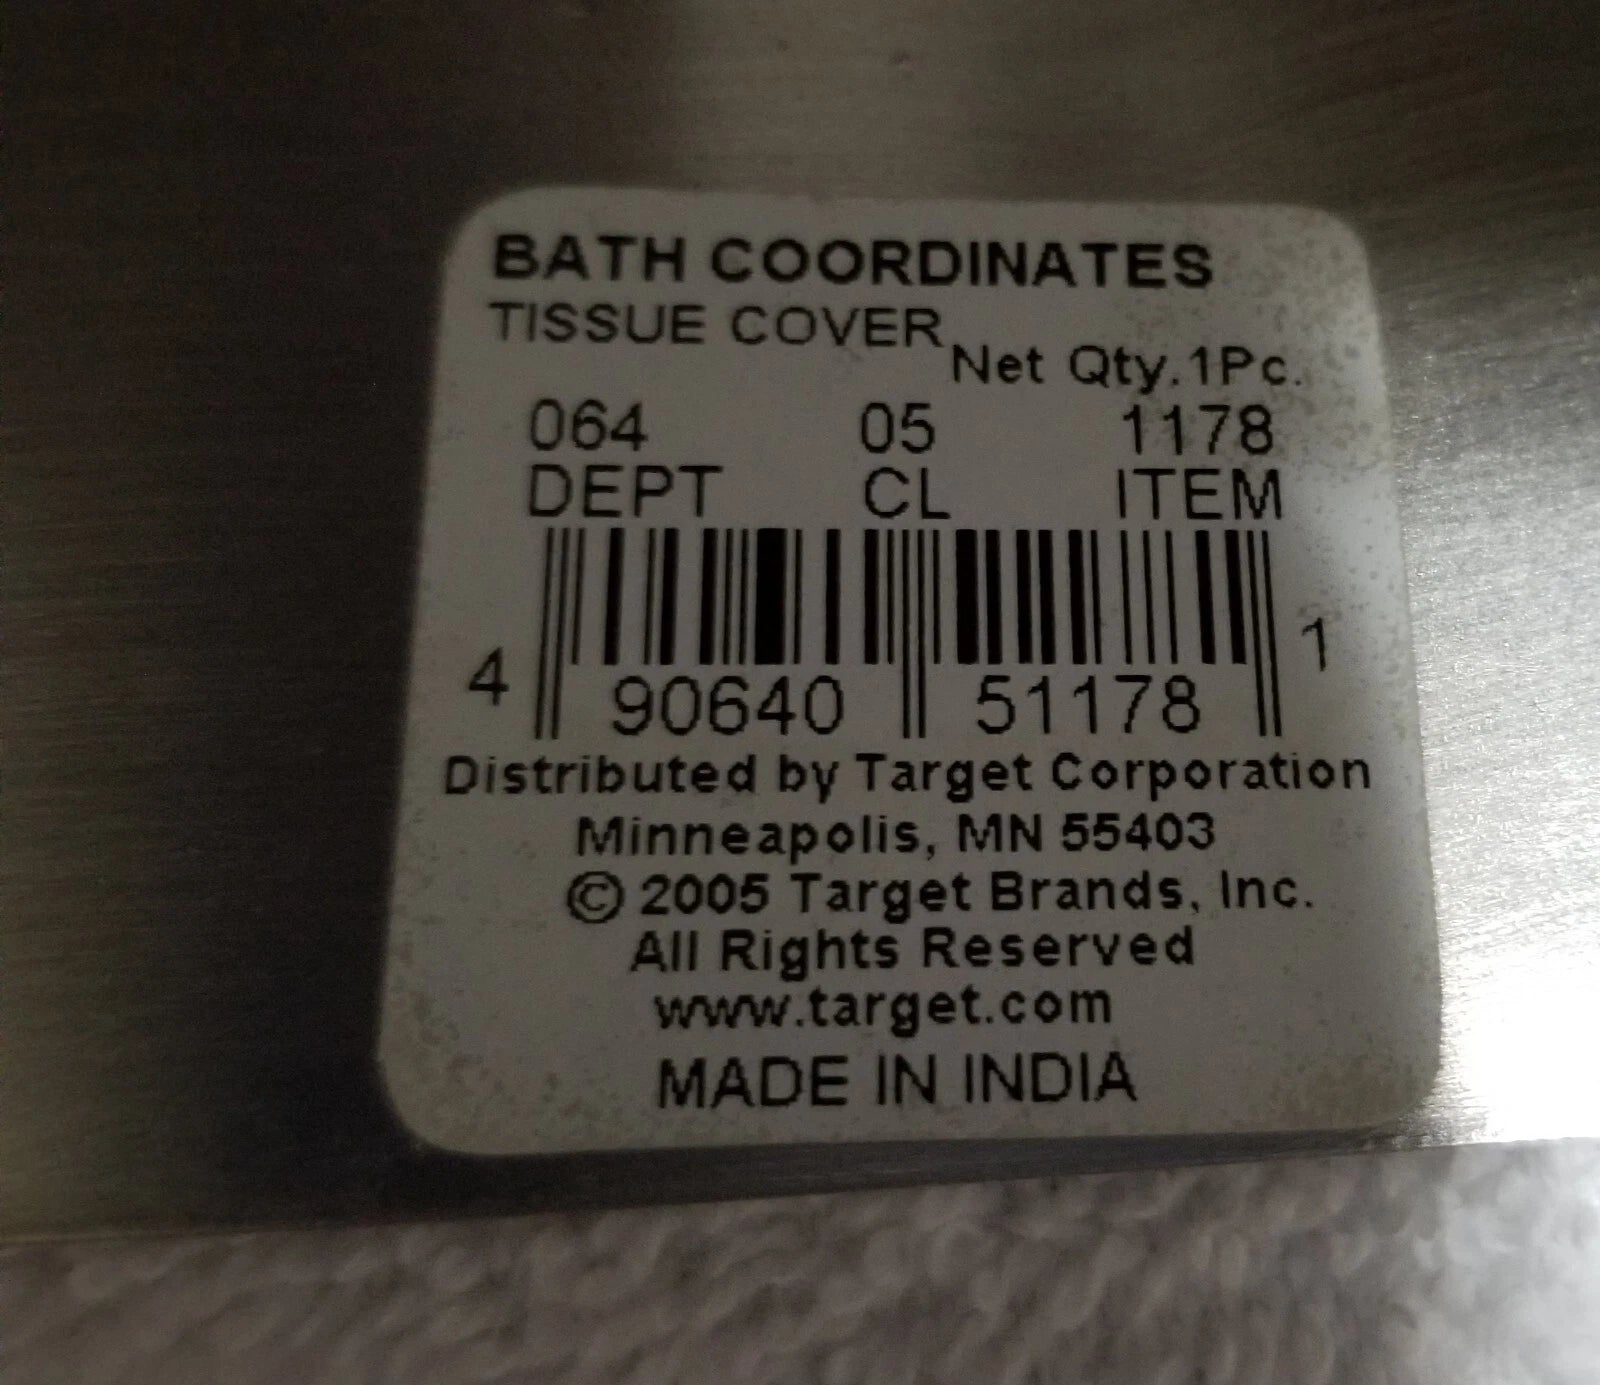 BATH COORDINATES
TISSUE COVER
Net Qty.1Pc.
064 05 1178
DEPT CL ITEM
4 90640 51178 1
Distributed by Target Corporation
Minneapolis, MN 55403
© 2005 Target Brands, Inc.
All Rights Reserved
www.target.com
MADE IN INDIA